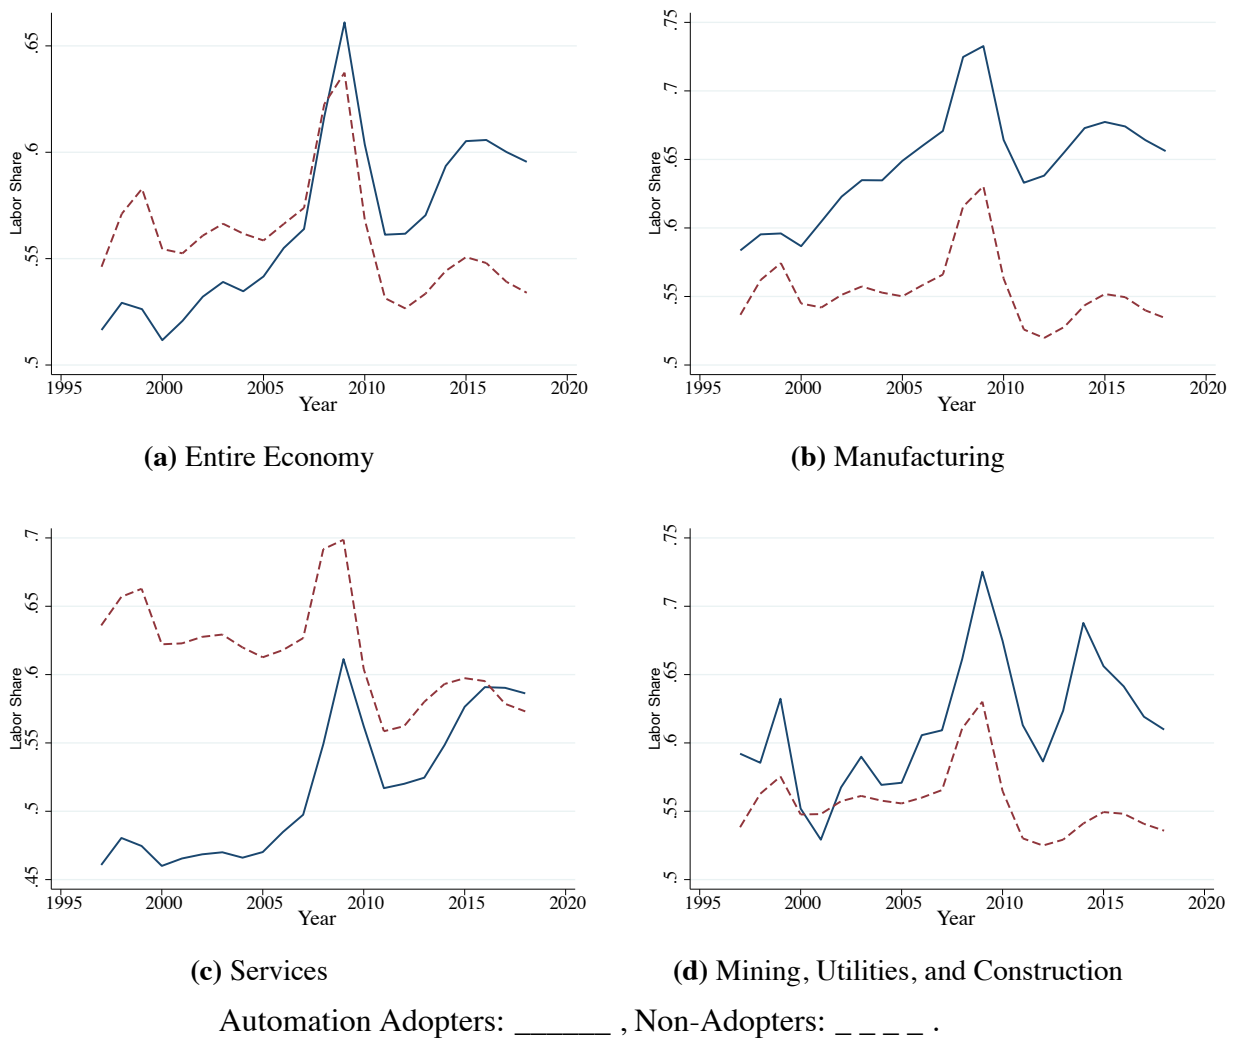 .65
.6
.55
.5
Labor Share
1995 2000 2005 2010 2015 2020
Year
(a) Entire Economy
.75
.7
.65
.6
.55
.5
Labor Share
1995 2000 2005 2010 2015 2020
Year
(b) Manufacturing
.7
.65
.6
.55
.5
.45
Labor Share
1995 2000 2005 2010 2015 2020
Year
(c) Services
.75
.7
.65
.6
.55
.5
Labor Share
1995 2000 2005 2010 2015 2020
Year
(d) Mining, Utilities, and Construction
Automation Adopters: ______ , Non-Adopters: _ _ _ _ .